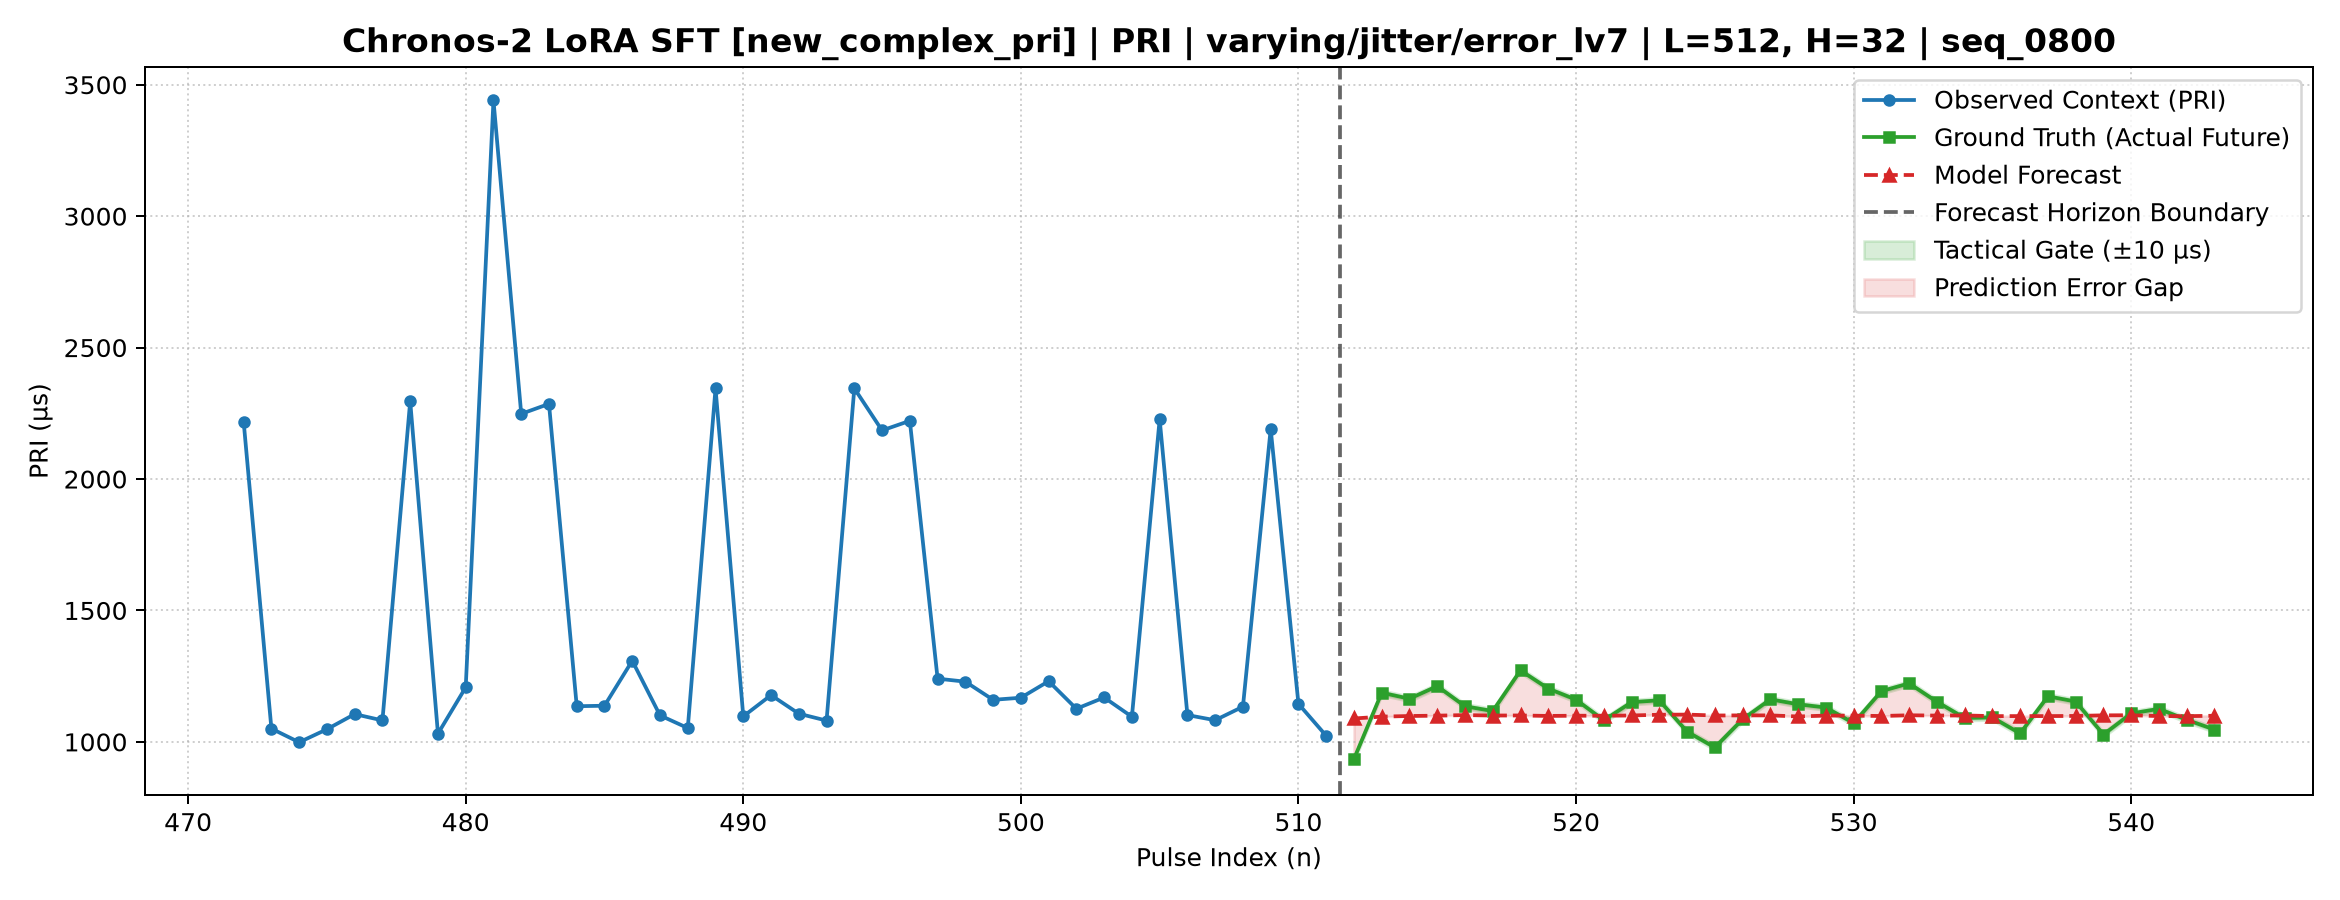 Chronos-2 LoRA SFT [new_complex_pri] | PRI | varying/jitter/error_lv7 | L=512, H=32 | seq_0800
Observed Context (PRI)
Ground Truth (Actual Future)
Model Forecast
Forecast Horizon Boundary
Tactical Gate (±10 µs)
Prediction Error Gap
PRI (µs)
3500
3000
2500
2000
1500
1000
470 480 490 500 510 520 530 540
Pulse Index (n)